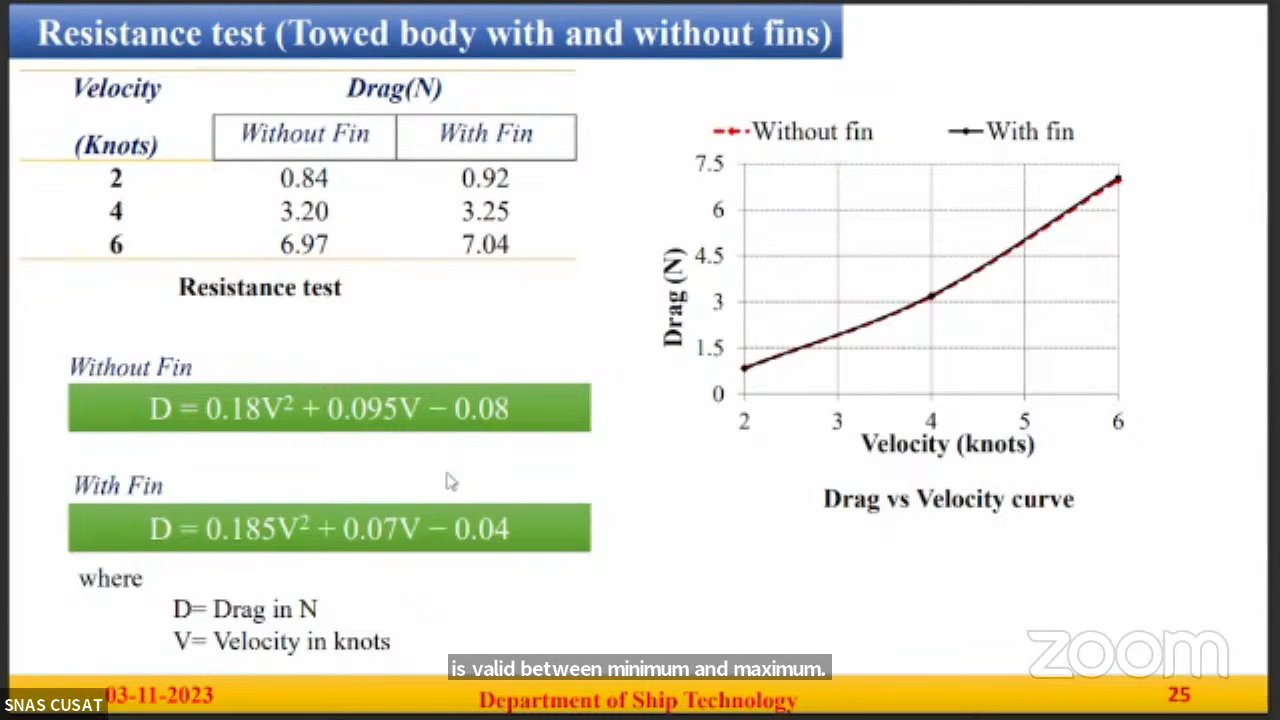 Resistance test (Towed body with and without fins)
Velocity
(Knots)
Drag(N)
Without Fin With Fin
2 0.84 0.92
4 3.20 3.25
6 6.97 7.04
Resistance test
Without Fin
D = 0.18V² + 0.095V − 0.08
With Fin
D = 0.185V² + 0.07V − 0.04
where
D= Drag in N
V= Velocity in knots
Without fin With fin
7.5
6
4.5
3
1.5
0
Drag (N)
2 3 4 5 6
Velocity (knots)
Drag vs Velocity curve
zoom
is valid between minimum and maximum.
03-11-2023
Department of Ship Technology
25
SNAS CUSAT